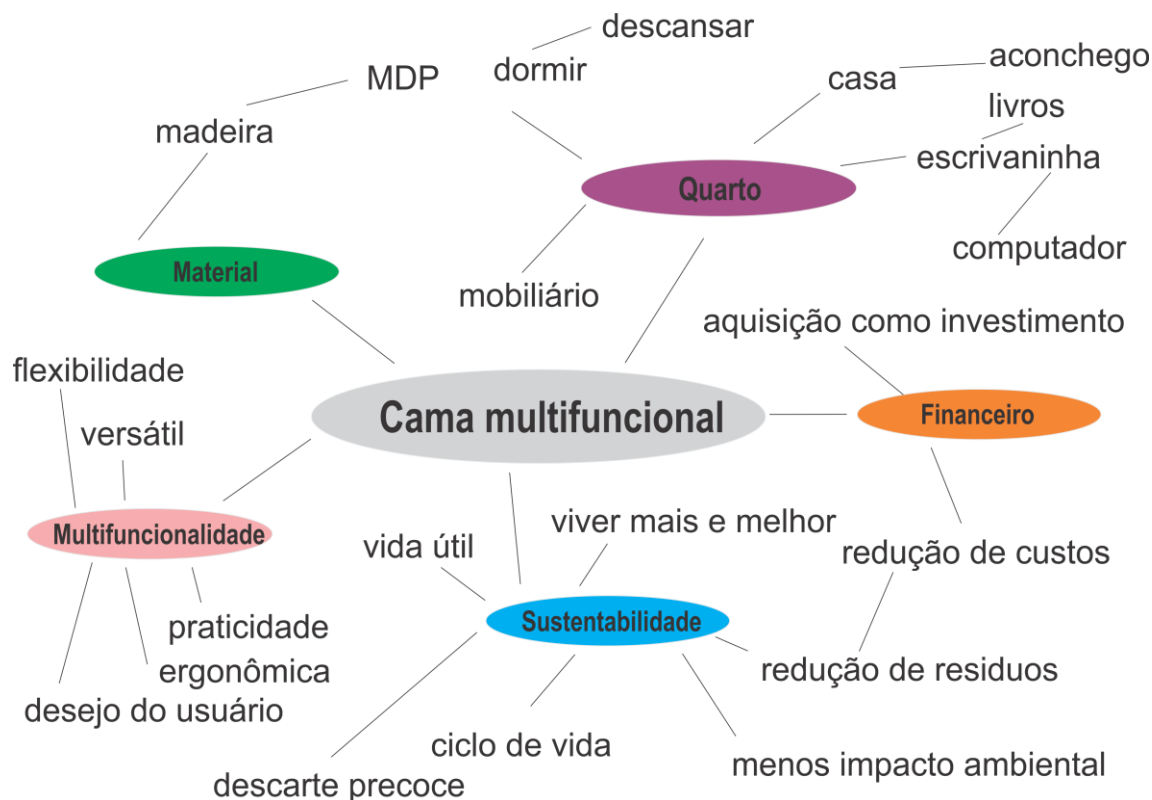 descansar
MDP
dormir
casa
aconchego
livros
madeira
escrivaninha
Quarto
computador
Material
mobiliário
aquisição como investimento
flexibilidade
versátil
Cama multifuncional
Financeiro
Multifuncionalidade
vida útil
viver mais e melhor
redução de custos
Sustentabilidade
praticidade
ergonômica
desejo do usuário
redução de residuos
ciclo de vida
descarte precoce
menos impacto ambiental